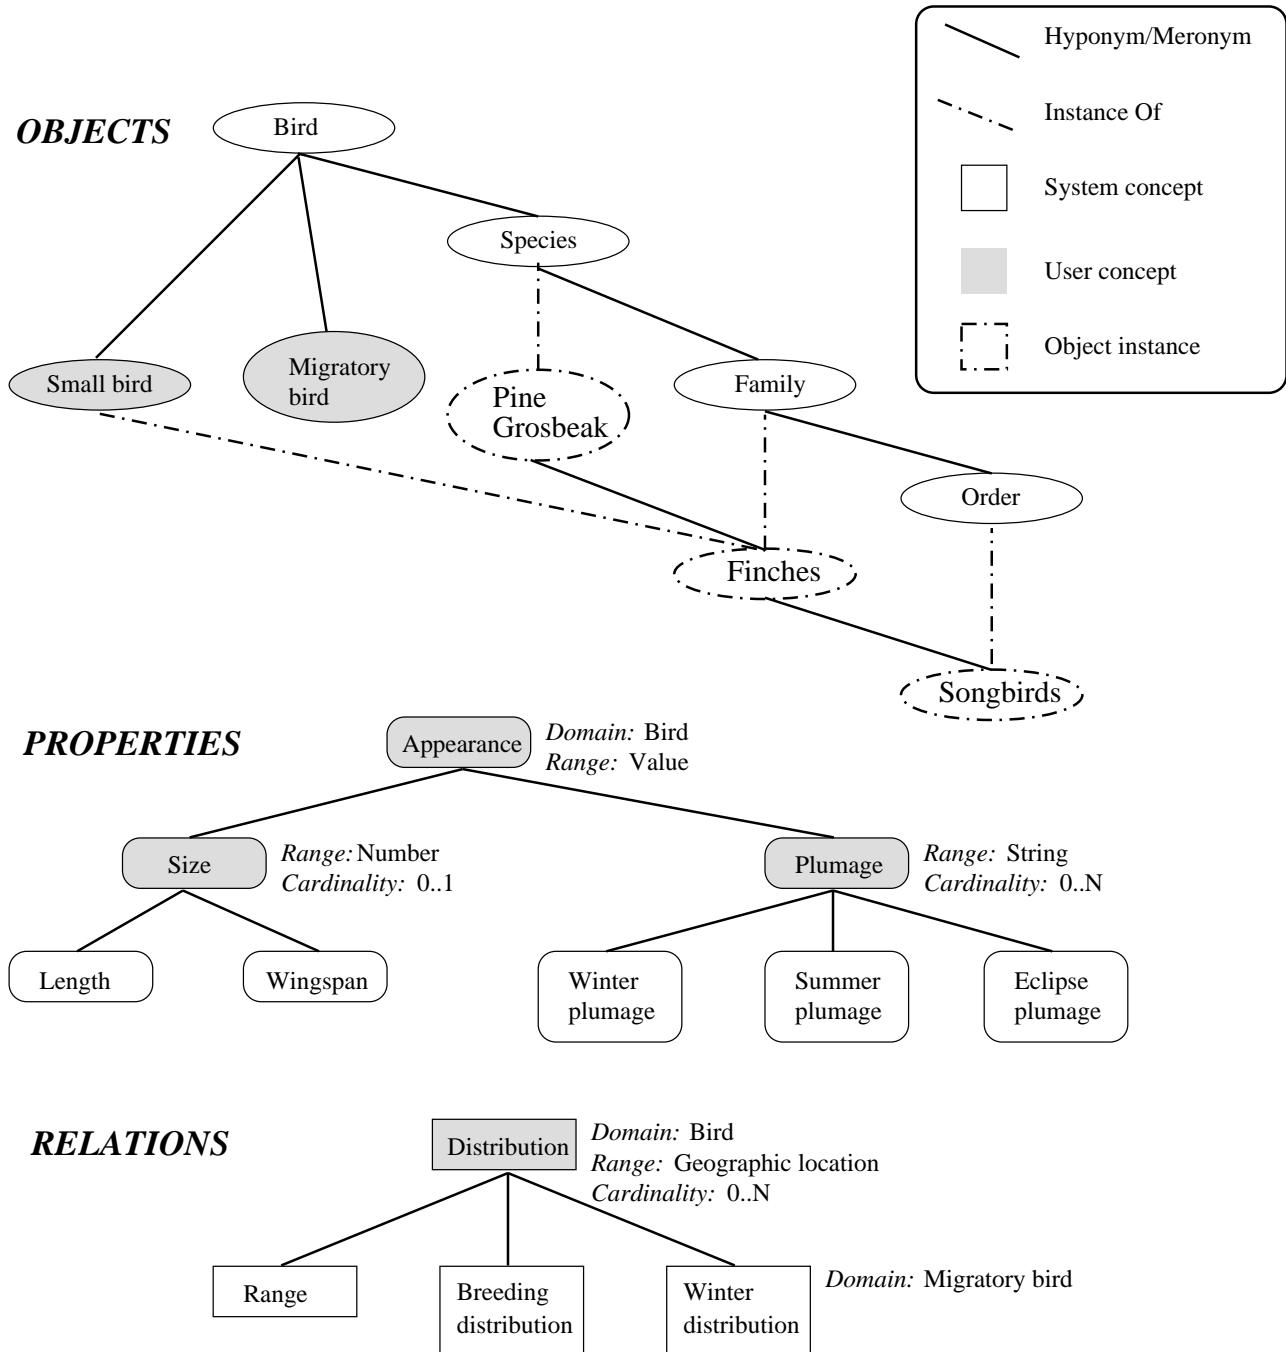 Hyponym/Meronym
Instance Of
System concept
User concept
Object instance
OBJECTS
Bird
Species
Small bird
Migratory
bird
Pine
Grosbeak
Family
Order
Finches
Songbirds
PROPERTIES
Appearance
Domain: Bird
Range: Value
Size
Range: Number
Cardinality: 0..1
Plumage
Range: String
Cardinality: 0..N
Length
Wingspan
Winter
plumage
Summer
plumage
Eclipse
plumage
RELATIONS
Distribution
Domain: Bird
Range: Geographic location
Cardinality: 0..N
Range
Breeding
distribution
Winter
distribution
Domain: Migratory bird